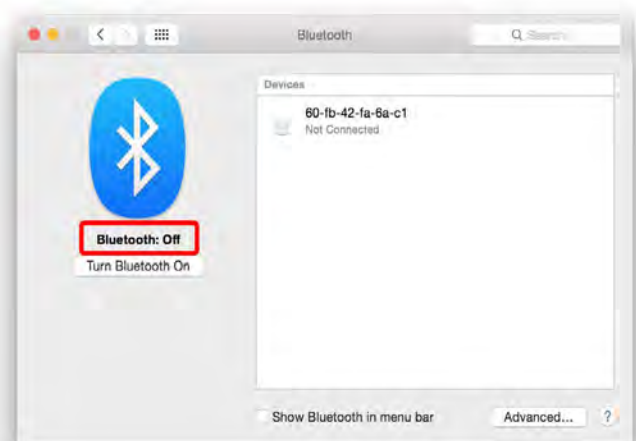 Bluetooth
Search
Devices
60-fb-42-fa-6a-c1
Not Connected
Bluetooth: Off
Turn Bluetooth On
Show Bluetooth in menu bar
Advanced...
?